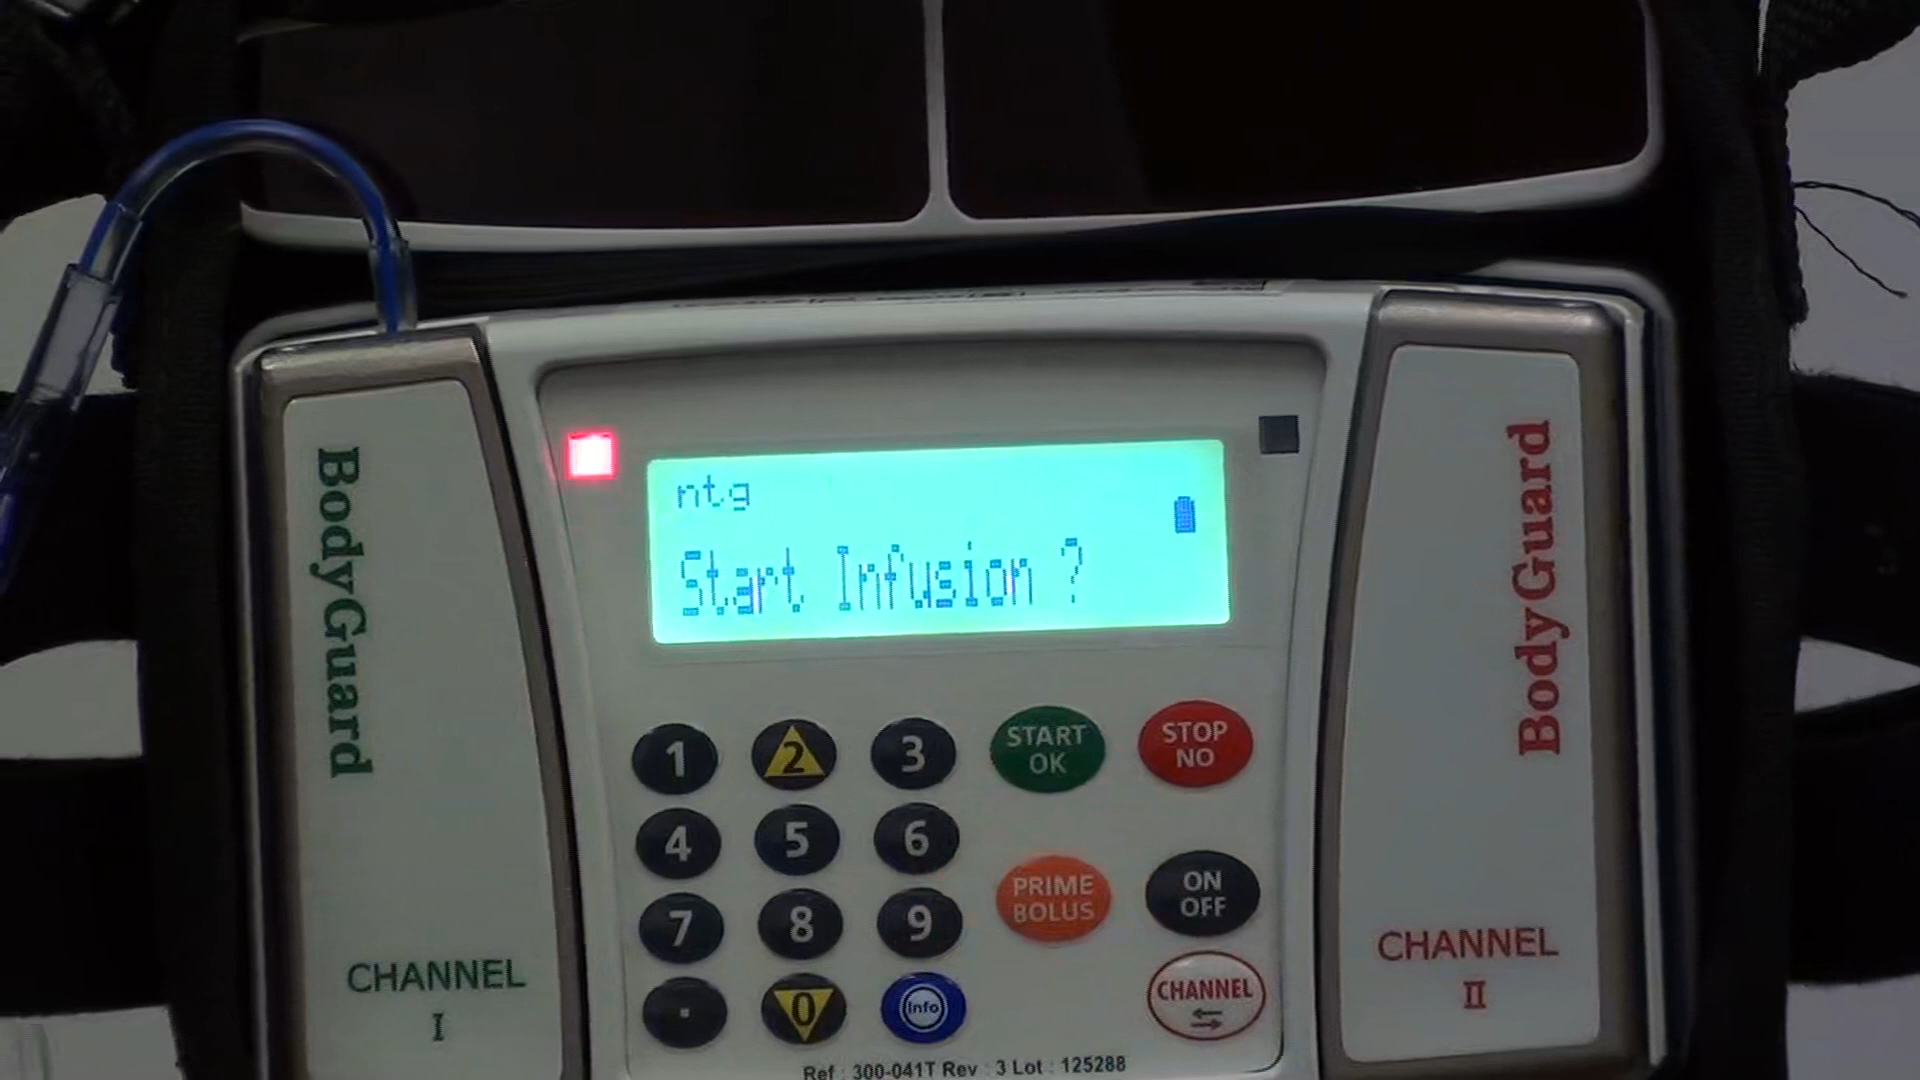 ntg
Start Infusion ?
BodyGuard
CHANNEL
I
BodyGuard
CHANNEL
II
1 2 3
START
OK
STOP
NO
4 5 6
7 8 9
PRIME
BOLUS
ON
OFF
. 0 Info
CHANNEL
Ref : 300-041T Rev : 3 Lot : 125288